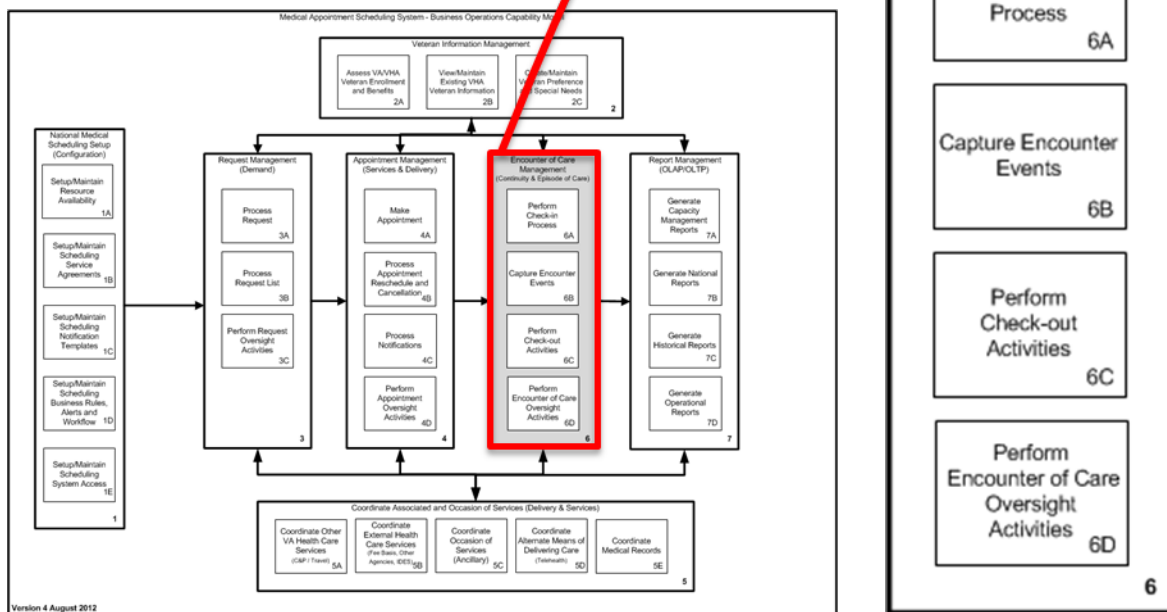 Medical Appointment Scheduling System - Business Operations Capability
Veteran Information Management
Assess VA/VHA
Veteran Enrollment
and Benefits
2A
View/Maintain
Existing VHA
Veteran Information
2B
Veteran Preference
Special Needs
2C
2
National Medical
Scheduling Setup
(Configuration)
Setup/Maintain
Resource
Availability
1A
Setup/Maintain
Scheduling
Service
Agreements
1B
Setup/Maintain
Scheduling
Notification
Templates
1C
Setup/Maintain
Scheduling
Business Rules,
Alerts and
Workflow
1D
Setup/Maintain
Scheduling
System Access
1E
1
Request Management
(Demand)
Process
Request
3A
Process
Request List
3B
Perform Request
Oversight
Activities
3C
3
Appointment Management
(Services & Delivery)
Make
Appointment
4A
Process
Appointment
Reschedule and
Cancellation
4B
Process
Notifications
4C
Perform
Appointment
Oversight
Activities
4D
4
Encounter of Care
Management
(Continuity & Episode of Care)
Perform
Check-in
Process
6A
Capture Encounter
Events
6B
Perform
Check-out
Activities
6C
Perform
Encounter of Care
Oversight
Activities
6D
6
Report Management
(OLAP/OLTP)
Generate
Capacity
Management
Reports
7A
Generate National
Reports
7B
Generate
Historical Reports
7C
Generate
Operational
Reports
7D
7
Coordinate Associated and Occasion of Services (Delivery & Services)
Coordinate Other
VA Health Care
Services
(C&P / Travel)
5A
Coordinate
External Health
Care Services
(Fee Basis, Other
Agencies, IDES)
5B
Coordinate
Occasion of
Services
(Ancillary)
5C
Coordinate
Alternate Means of
Delivering Care
(Telehealth)
5D
Coordinate
Medical Records
5E
5
Version 4 August 2012
Process
6A
Capture Encounter
Events
6B
Perform
Check-out
Activities
6C
Perform
Encounter of Care
Oversight
Activities
6D
6